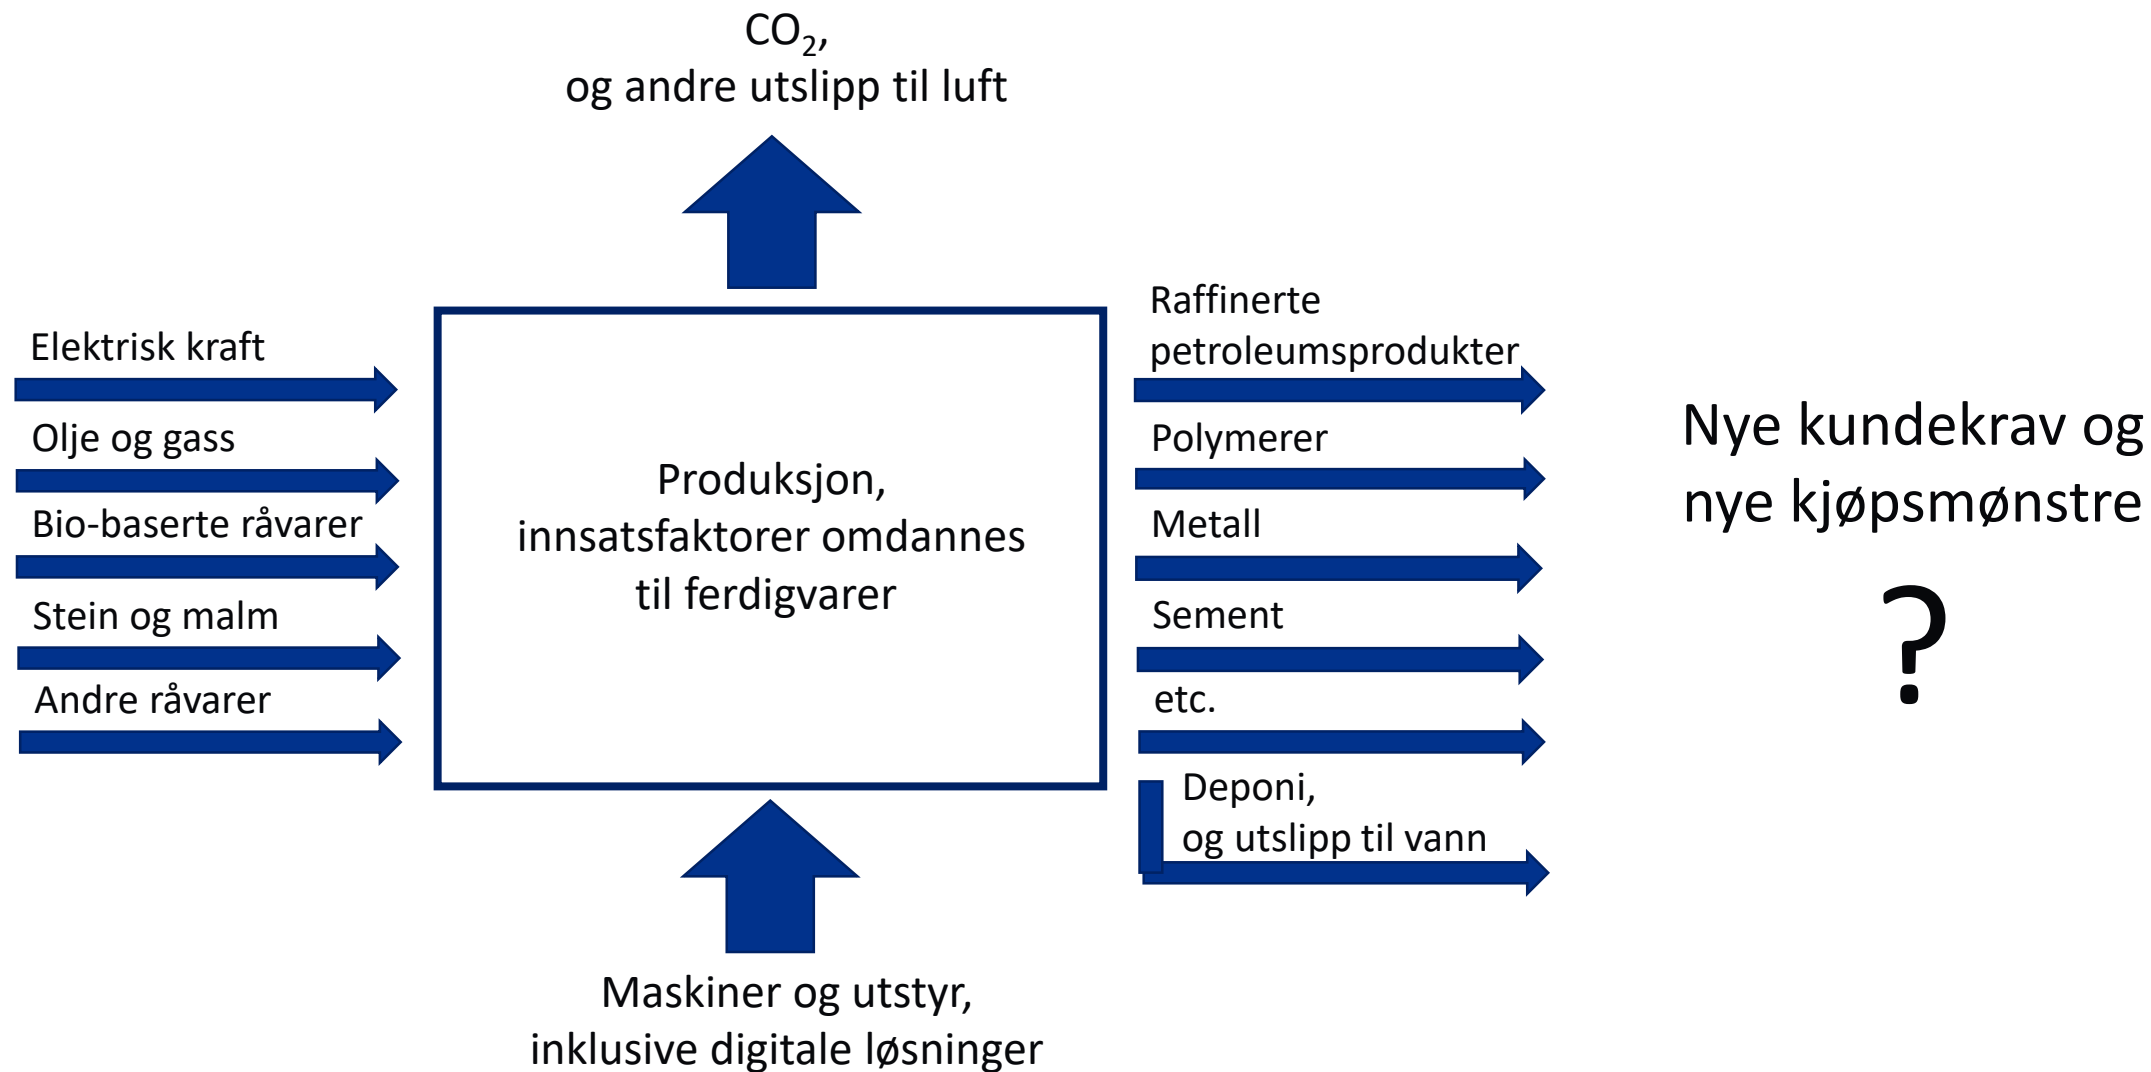 CO₂,
og andre utslipp til luft
Elektrisk kraft
Olje og gass
Bio-baserte råvarer
Stein og malm
Andre råvarer
Produksjon,
innsatsfaktorer omdannes
til ferdigvarer
Raffinerte
petroleumsprodukter
Polymerer
Metall
Sement
etc.
Deponi,
og utslipp til vann
Nye kundekrav og
nye kjøpsmønstre
?
Maskiner og utstyr,
inklusive digitale løsninger